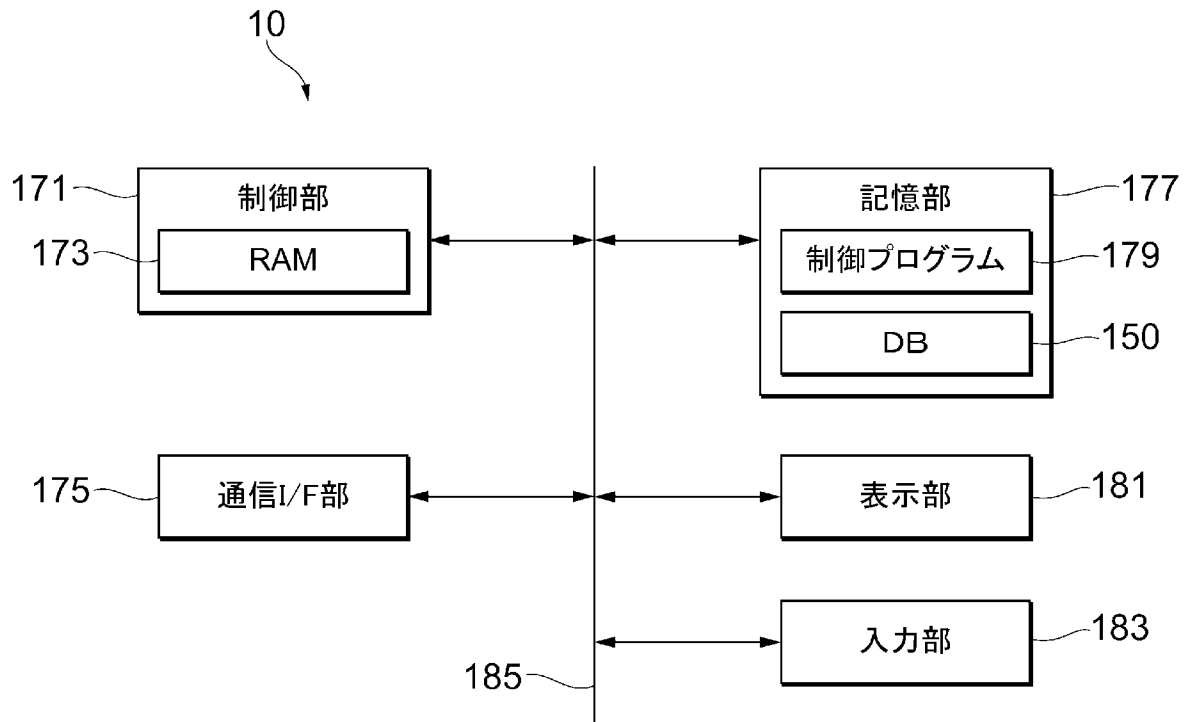 10
171
制御部
173
RAM
記憶部
177
制御プログラム
179
DB
150
175
通信I/F部
表示部
181
入力部
183
185